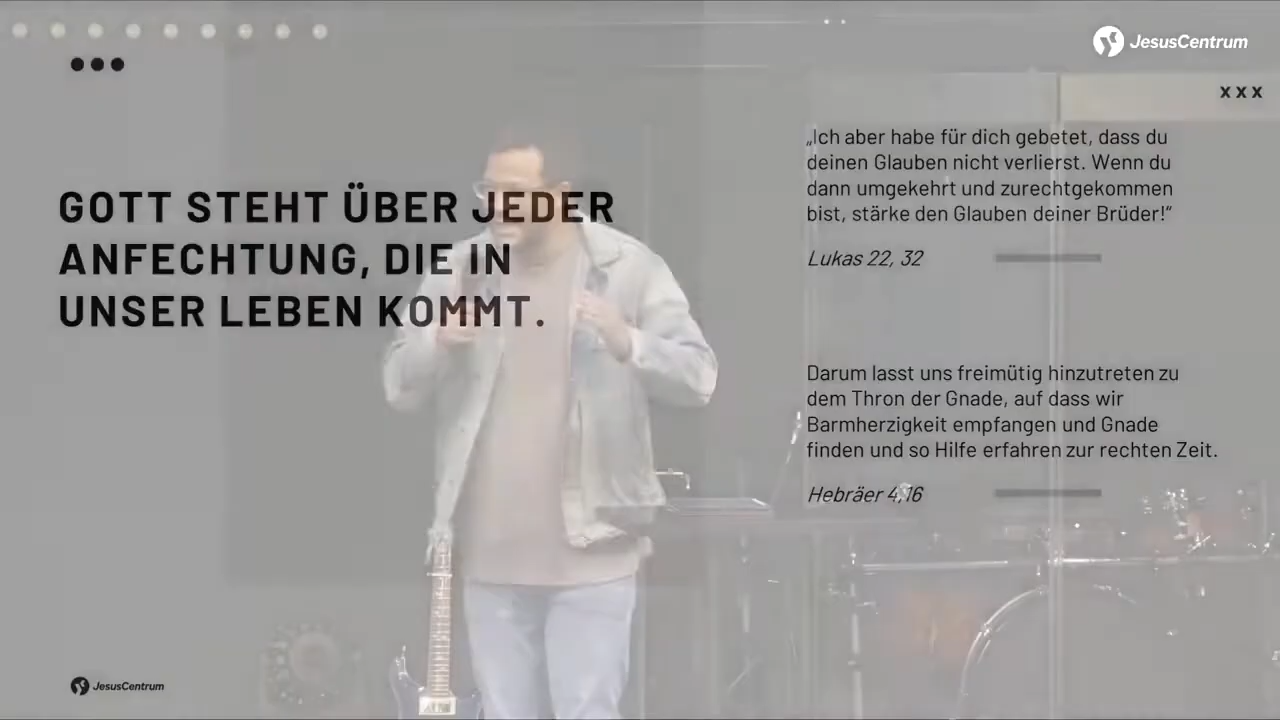 JesusCentrum
x x x
GOTT STEHT ÜBER JEDER
ANFECHTUNG, DIE IN
UNSER LEBEN KOMMT.
„Ich aber habe für dich gebetet, dass du
deinen Glauben nicht verlierst. Wenn du
dann umgekehrt und zurechtgekommen
bist, stärke den Glauben deiner Brüder!“
Lukas 22, 32
Darum lasst uns freimütig hinzutreten zu
dem Thron der Gnade, auf dass wir
Barmherzigkeit empfangen und Gnade
finden und so Hilfe erfahren zur rechten Zeit.
Hebräer 4,16
JesusCentrum